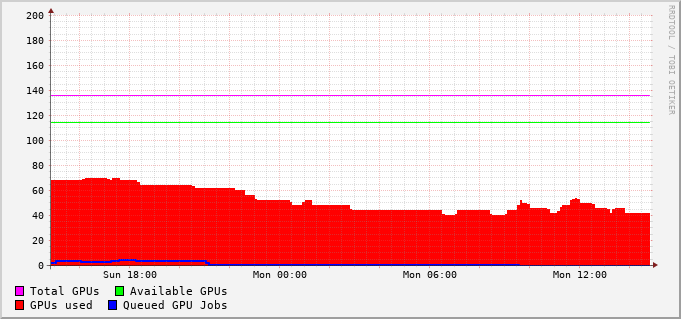 200
180
160
140
120
100
80
60
40
20
0
Sun 18:00 Mon 00:00 Mon 06:00 Mon 12:00
Total GPUs Available GPUs
GPUs used Queued GPU Jobs
RRDTOOL / TOBI OETIKER